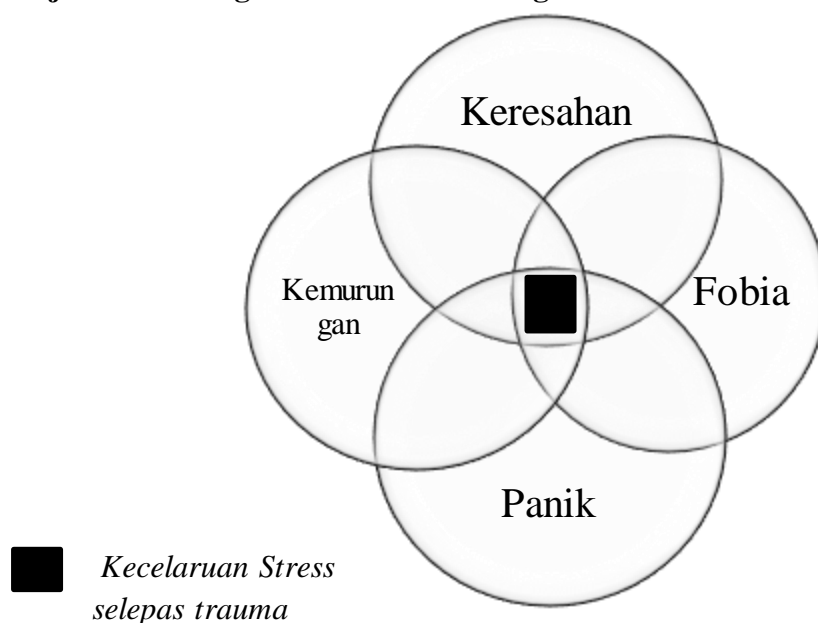 Keresahan
Kemurun
gan
Fobia
Panik
Kecelaruan Stress
selepas trauma